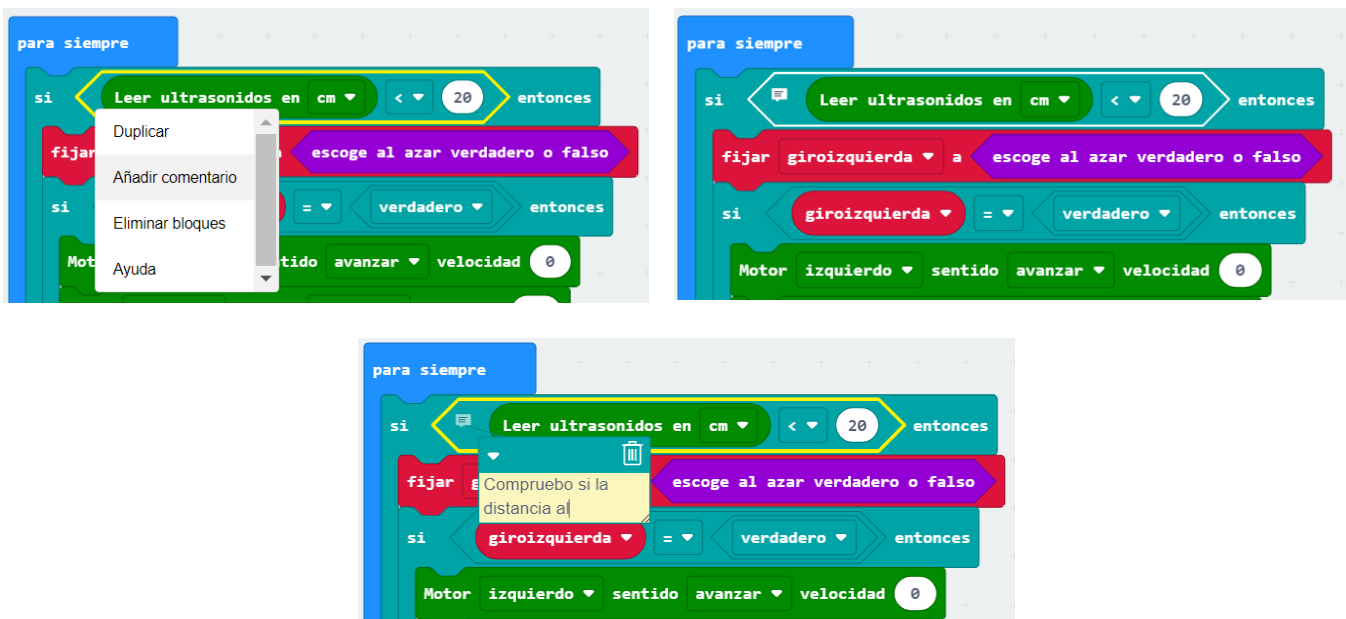 para siempre
si Leer ultrasonidos en cm < 20 entonces
Duplicar
fijar escoge al azar verdadero o falso
Añadir comentario
si = verdadero entonces
Eliminar bloques
avanzar velocidad 0
Ayuda
para siempre
si Leer ultrasonidos en cm < 20 entonces
fijar giroizquierda a escoge al azar verdadero o falso
si giroizquierda = verdadero entonces
Motor izquierdo sentido avanzar velocidad 0
para siempre
si Leer ultrasonidos en cm < 20 entonces
fijar escoge al azar verdadero o falso
Compruebo si la
distancia al
si giroizquierda = verdadero entonces
Motor izquierdo sentido avanzar velocidad 0